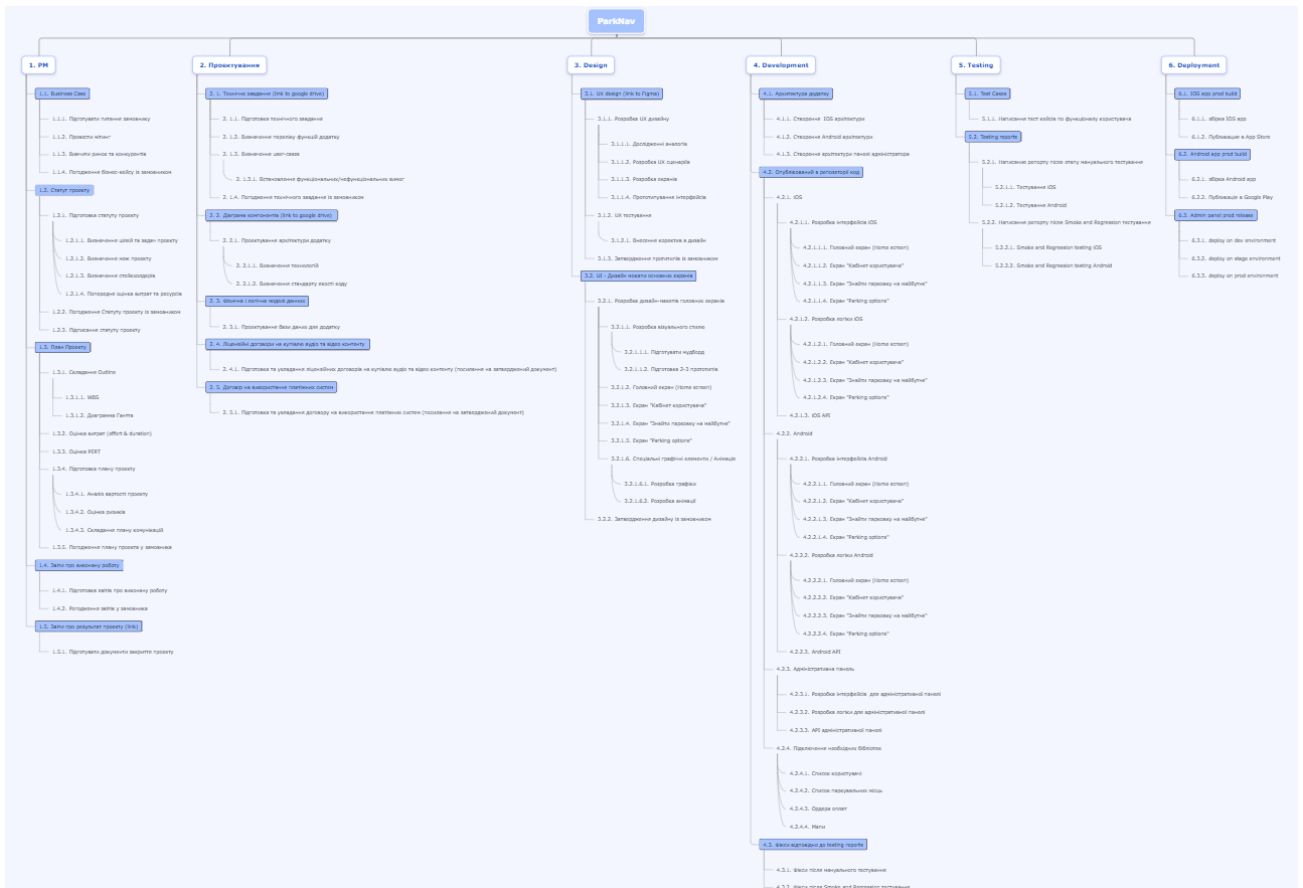 ParkNav
1. PM
1.1. Business Case
1.1.1. Підготувати питання замовнику
1.1.2. Провести мітинг
1.1.3. Вивчити ринок та конкурентів
1.1.4. Погодження бізнес-кейсу із замовником
1.2. Статут проекту
1.2.1. Підготовка статуту проекту
1.2.1.1. Визначення цілей та задач проекту
1.2.1.2. Визначення меж проекту
1.2.1.3. Визначення стейкхолдерів
1.2.1.4. Попередня оцінка витрат та ресурсів
1.2.2. Погодження Статуту проекту із замовником
1.2.3. Підписання статуту проекту
1.3. План Проекту
1.3.1. Складання Outline
1.3.1.1. WBS
1.3.1.2. Диаграмма Гантта
1.3.2. Оцінка витрат (effort & duration)
1.3.3. Оцінка PERT
1.3.4. Підготовка плану проекту
1.3.4.1. Аналіз вартості проекту
1.3.4.2. Оцінка ризиків
1.3.4.3. Складання плану комунікацій
1.3.5. Погодження плану проекта у замовника
1.4. Звіти про виконану роботу
1.4.1. Підготовка звітів про виконану роботу
1.4.2. Погодження звітів у замовника
1.5. Звіти про результат проекту (link)
1.5.1. Підготувати документи закриття проекту
2. Проектування
2. 1. Технічне завдання (link to google drive)
2. 1.1. Підготовка технічного завдання
2. 1.2. Визначення переліку функцій додатку
2. 1.3. Визначення use-cases
2. 1.3.1. Встановлення функціональних/нефункціональних вимог
2. 1.4. Погодження технічного завдання із замовником
2. 2. Діаграма компонентів (link to google drive)
2. 2.1. Проектування архітектури додатку
2. 2.1.1. Визначення технологій
2. 2.1.2. Визначення стандарту якості коду
2. 3. Фізична і логічна моделі данних
2. 3.1. Проектування бази даних для додатку
2. 4. Ліцензійні договори на купівлю аудіо та відео контенту
2. 4.1. Підготовка та укладення ліцензійних договорів на купівлю аудіо та відео контенту (посилання на затверджений документ)
2. 5. Договір на використання платіжних систем
2. 5.1. Підготовка та укладення договору на використання платіжних систем (посилання на затверджений документ)
3. Design
3.1. UX design (link to Figma)
3.1.1. Розробка UX дизайну
3.1.1.1. Дослідженні аналогів
3.1.1.2. Розробка UX сценаріїв
3.1.1.3. Розробка екранів
3.1.1.4. Прототипування інтерфейсів
3.1.2. UX тестування
3.1.2.1. Внесення коректив в дизайн
3.1.3. Затвердження прототипів із замовником
3.2. UI - Дизайн макети основних екранів
3.2.1. Розробка дизайн-макетів головних екранів
3.2.1.1. Розробка візуального стилю
3.2.1.1.1. Підготувати мудборд
3.2.1.1.2. Підготовка 2-3 прототипів
3.2.1.2. Головний екран (Home screen)
3.2.1.3. Екран "Кабінет користувача"
3.2.1.4. Екран "Знайти парковку на майбутнє"
3.2.1.5. Екран "Parking options"
3.2.1.6. Спеціальні графічні елементи / Анімація
3.2.1.6.1. Розробка графіки
3.2.1.6.2. Розробка анімації
3.2.2. Затвердження дизайну із замовником
4. Development
4.1. Архитектура додатку
4.1.1. Створення IOS архітектури
4.1.2. Створення Android архітектури
4.1.3. Створення архітектури панелі адміністратора
4.2. Опублікований в репозіторії код
4.2.1. iOS
4.2.1.1. Розробка інтерфейсів iOS
4.2.1.1.1. Головний екран (Home screen)
4.2.1.1.2. Екран "Кабінет користувача"
4.2.1.1.3. Екран "Знайти парковку на майбутнє"
4.2.1.1.4. Екран "Parking options"
4.2.1.2. Розробка логіки iOS
4.2.1.2.1. Головний екран (Home screen)
4.2.1.2.2. Екран "Кабінет користувача"
4.2.1.2.3. Екран "Знайти парковку на майбутнє"
4.2.1.2.4. Екран "Parking options"
4.2.1.3. iOS API
4.2.2. Android
4.2.2.1. Розробка інтерфейсів Android
4.2.2.1.1. Головний екран (Home screen)
4.2.2.1.2. Екран "Кабінет користувача"
4.2.2.1.3. Екран "Знайти парковку на майбутнє"
4.2.2.1.4. Екран "Parking options"
4.2.2.2. Розробка логіки Android
4.2.2.2.1. Головний екран (Home screen)
4.2.2.2.2. Екран "Кабінет користувача"
4.2.2.2.3. Екран "Знайти парковку на майбутнє"
4.2.2.2.4. Екран "Parking options"
4.2.2.3. Android API
4.2.3. Адміністративна панель
4.2.3.1. Розробка інтерфейсів для адміністративної панелі
4.2.3.2. Розробка логіки для адміністративної панелі
4.2.3.3. API адміністративної панелі
4.2.4. Підключення необхідних бібліотек
4.2.4.1. Список користувачі
4.2.4.2. Список паркувальних місць
4.2.4.3. Ордера оплат
4.2.4.4. Мапи
4.3. Фікси відповідно до testing reports
4.3.1. Фікси після мануального тестування
4.3.2. Фікси після Smoke and Regression тестування
5. Testing
5.1. Test Cases
5.1.1. Написання тест кейсів по функціоналу користувача
5.2. Testing reports
5.2.1. Написання репорту після етапу мануального тестування
5.2.1.1. Тестування iOS
5.2.1.2. Тестування Android
5.2.2. Написання репорту після Smoke and Regression тестування
5.2.2.1. Smoke and Regression testing iOS
5.2.2.2. Smoke and Regression testing Android
6. Deployment
6.1. IOS app prod build
6.1.1. збірка iOS app
6.1.2. Публікация в App Store
6.2. Android app prod build
6.2.1. збірка Android app
6.2.2. Публікація в Google Play
6.3. Admin panel prod release
6.3.1. deploy on dev environment
6.3.2. deploy on stage environment
6.3.3. deploy on prod environment